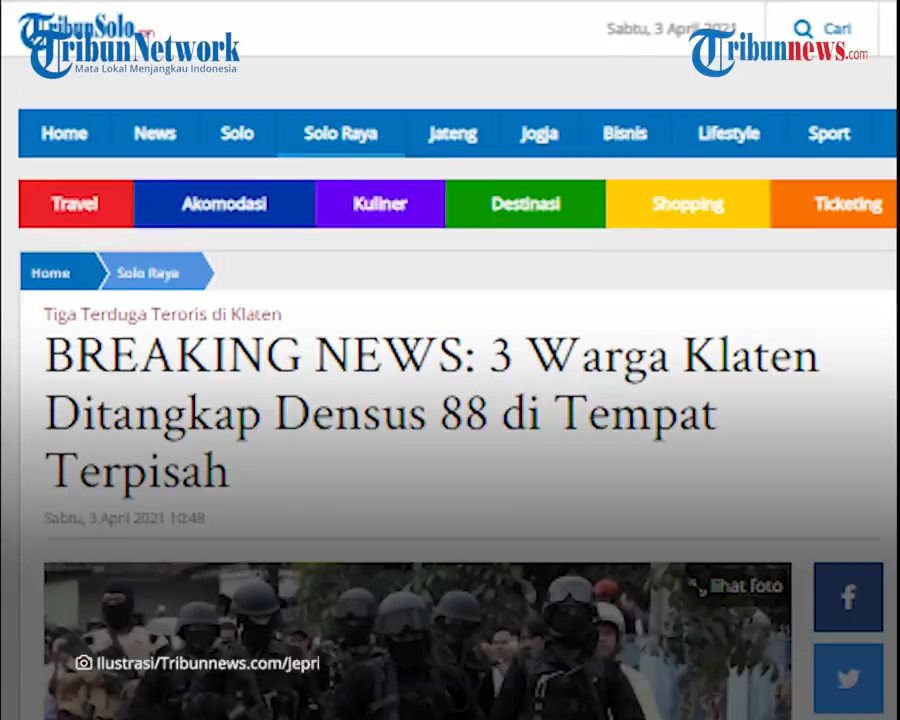 TribunSolo
Tribun Network
Mata Lokal Menjangkau Indonesia
Sabtu, 3 April 2021
Cari
Tribunnews.com
Home News Solo Solo Raya Jateng Jogja Bisnis Lifestyle Sport
Travel Akomodasi Kuliner Destinasi Shopping Ticketing
Home Solo Raya
Tiga Terduga Teroris di Klaten
BREAKING NEWS: 3 Warga Klaten
Ditangkap Densus 88 di Tempat
Terpisah
Sabtu, 3 April 2021 10:48
lihat foto
Ilustrasi/Tribunnews.com/Jepri